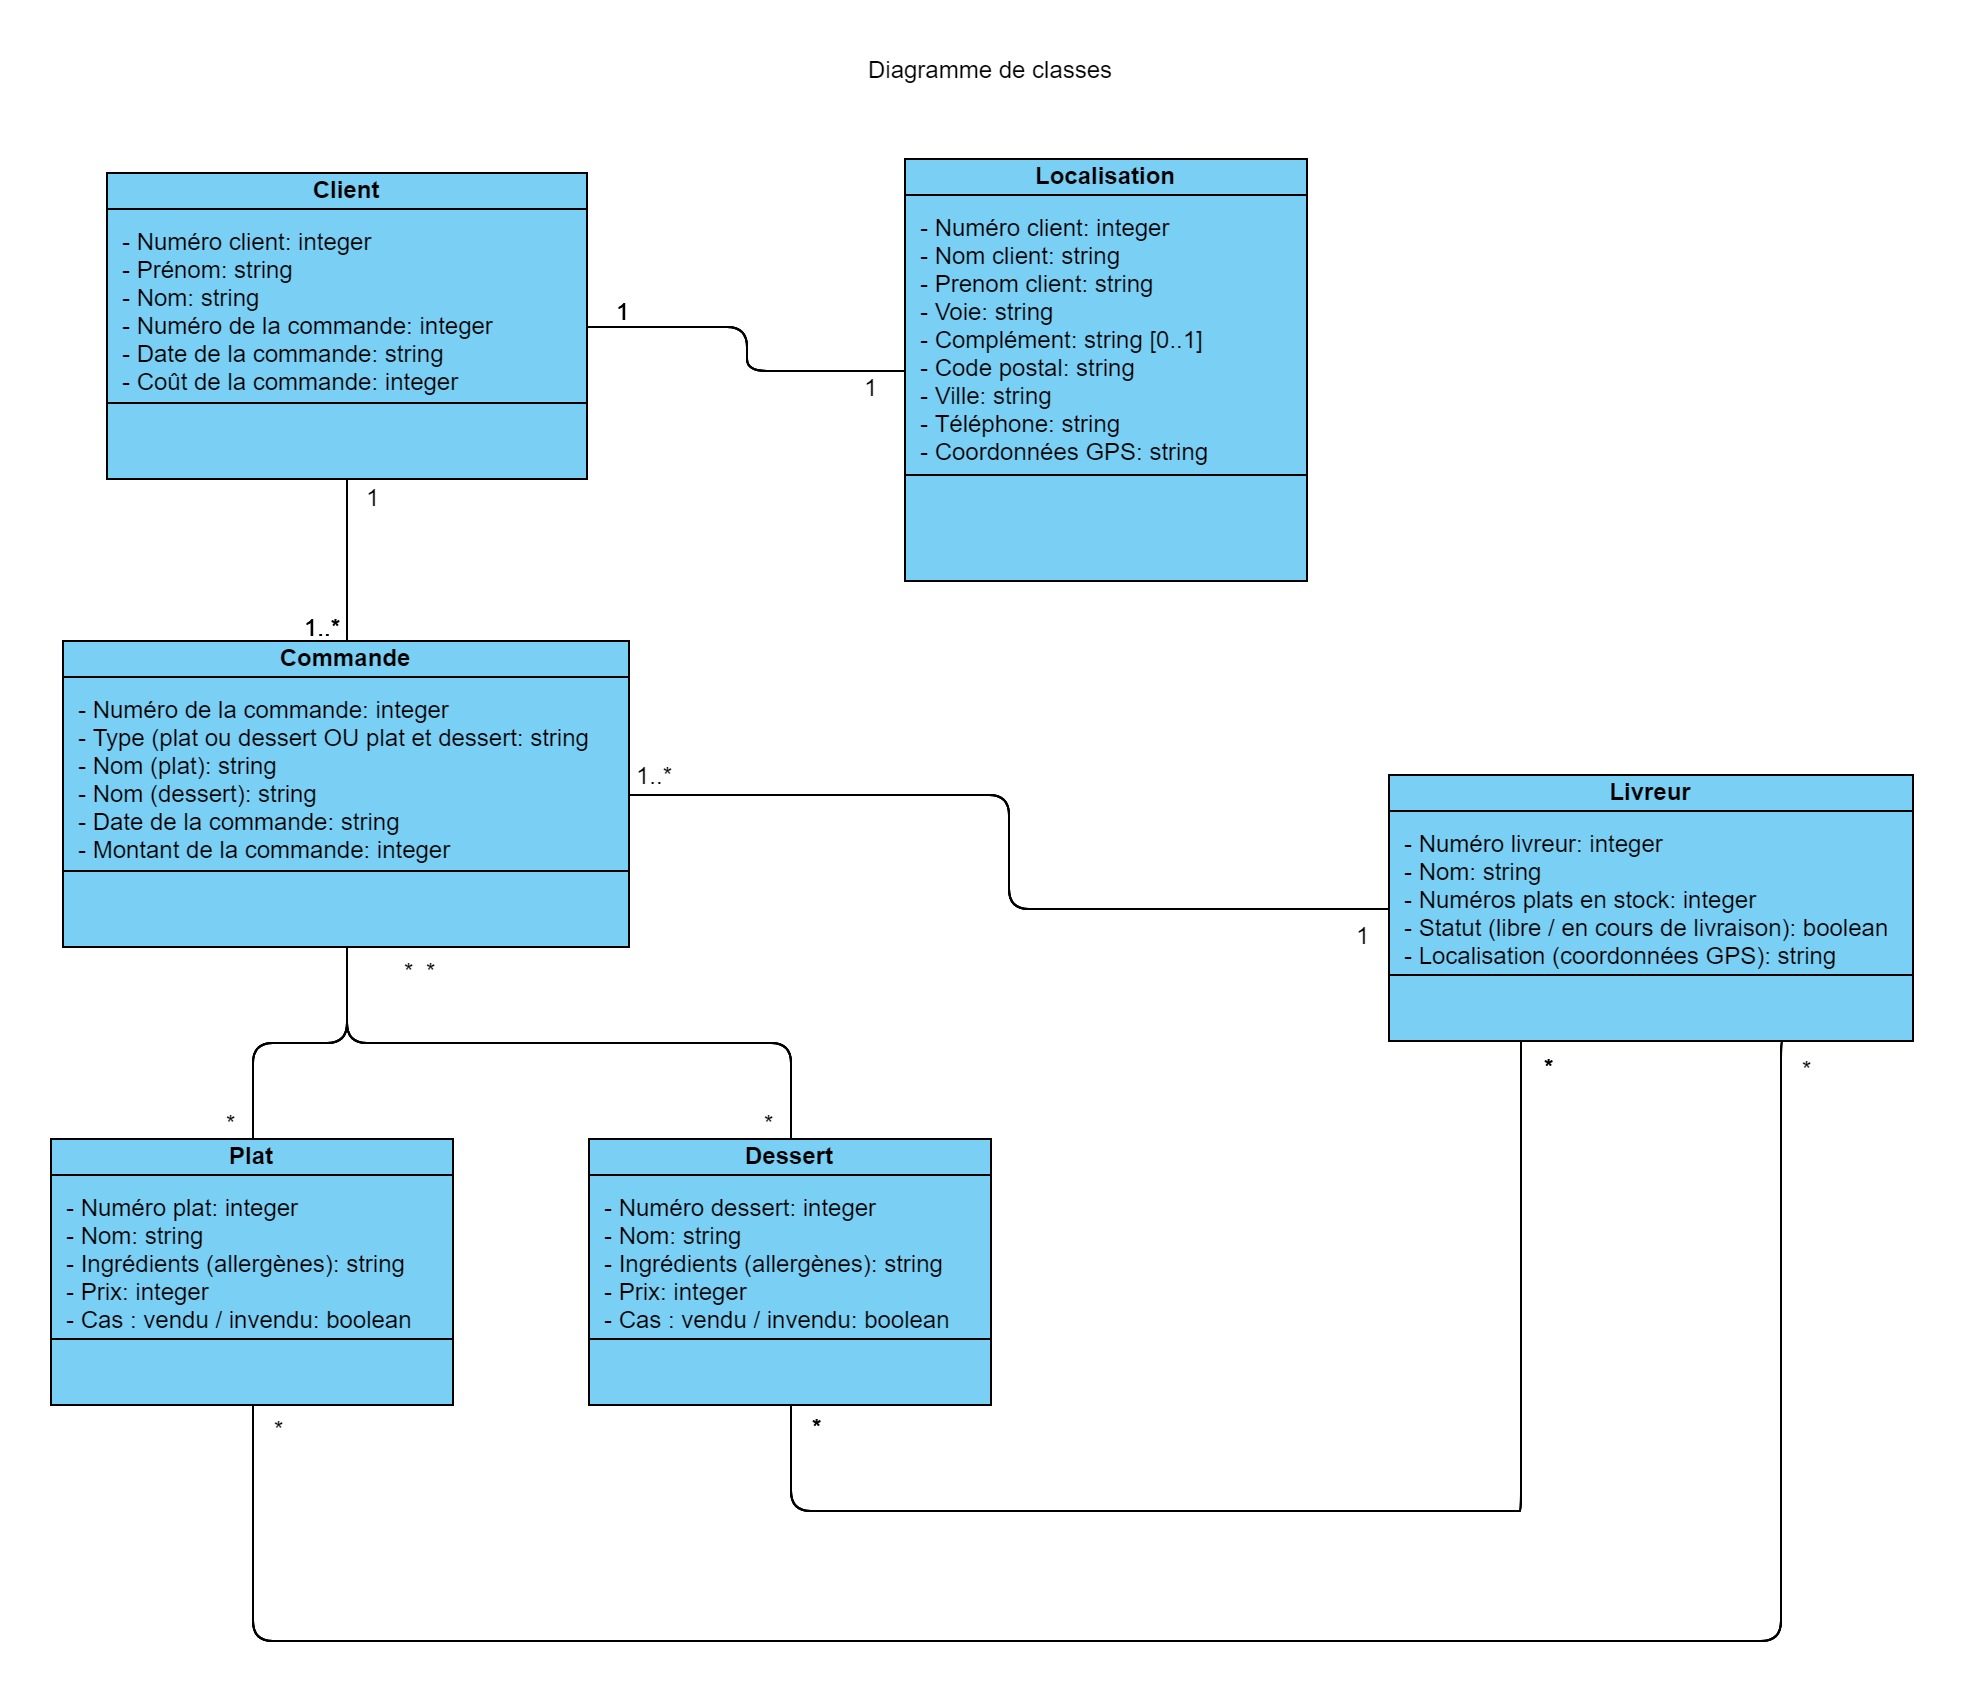 Diagramme de classes
Client
- Numéro client: integer
- Prénom: string
- Nom: string
- Numéro de la commande: integer
- Date de la commande: string
- Coût de la commande: integer
1
1
Localisation
- Numéro client: integer
- Nom client: string
- Prenom client: string
- Voie: string
- Complément: string [0..1]
- Code postal: string
- Ville: string
- Téléphone: string
- Coordonnées GPS: string
1
1..*
Commande
- Numéro de la commande: integer
- Type (plat ou dessert OU plat et dessert: string
- Nom (plat): string
- Nom (dessert): string
- Date de la commande: string
- Montant de la commande: integer
1..*
1
Livreur
- Numéro livreur: integer
- Nom: string
- Numéros plats en stock: integer
- Statut (libre / en cours de livraison): boolean
- Localisation (coordonnées GPS): string
* *
*
*
*
*
Plat
- Numéro plat: integer
- Nom: string
- Ingrédients (allergènes): string
- Prix: integer
- Cas : vendu / invendu: boolean
*
Dessert
- Numéro dessert: integer
- Nom: string
- Ingrédients (allergènes): string
- Prix: integer
- Cas : vendu / invendu: boolean
*